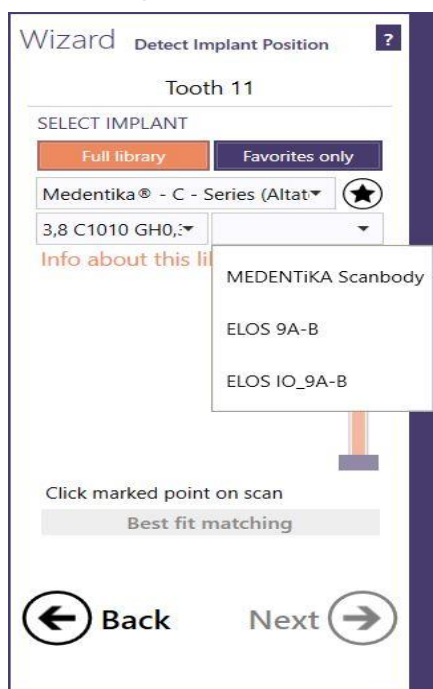 Wizard Detect Implant Position ?
Tooth 11
SELECT IMPLANT
Full library Favorites only
Medentika® - C - Series (Altat
3,8 C1010 GH0,3
Info about this li
MEDENTiKA Scanbody
ELOS 9A-B
ELOS IO_9A-B
Click marked point on scan
Best fit matching
Back Next